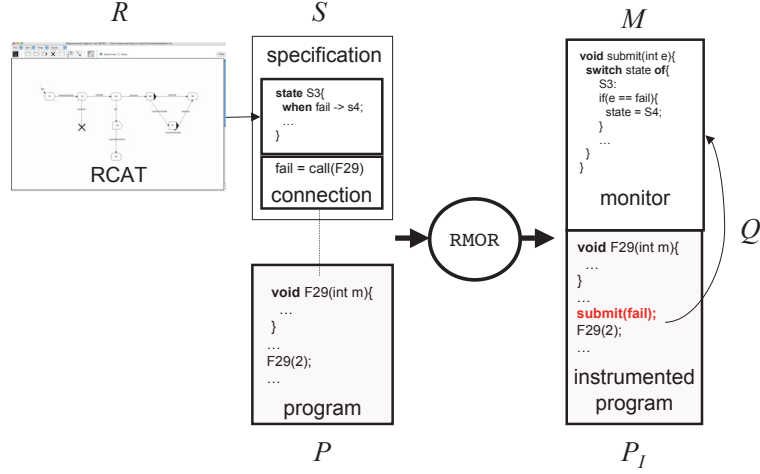 R
S
M
specification
state S3{
when fail -> s4;
…
}
fail = call(F29)
connection
RCAT
void submit(int e){
switch state of{
S3:
if(e == fail){
state = S4;
}
…
}
}
monitor
RMOR
Q
void F29(int m){
…
}
…
F29(2);
…
program
void F29(int m){
…
}
…
submit(fail);
F29(2);
…
instrumented
program
P
P_I